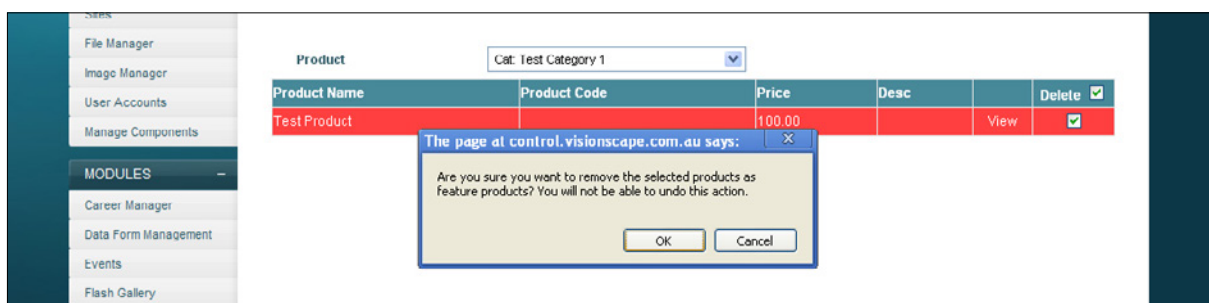 Sites
File Manager
Image Manager
User Accounts
Manage Components
MODULES –
Career Manager
Data Form Management
Events
Flash Gallery
Product Cat: Test Category 1
Product Name Product Code Price Desc Delete
Test Product 100.00 View
The page at control.visionscape.com.au says: X
Are you sure you want to remove the selected products as
feature products? You will not be able to undo this action.
OK Cancel